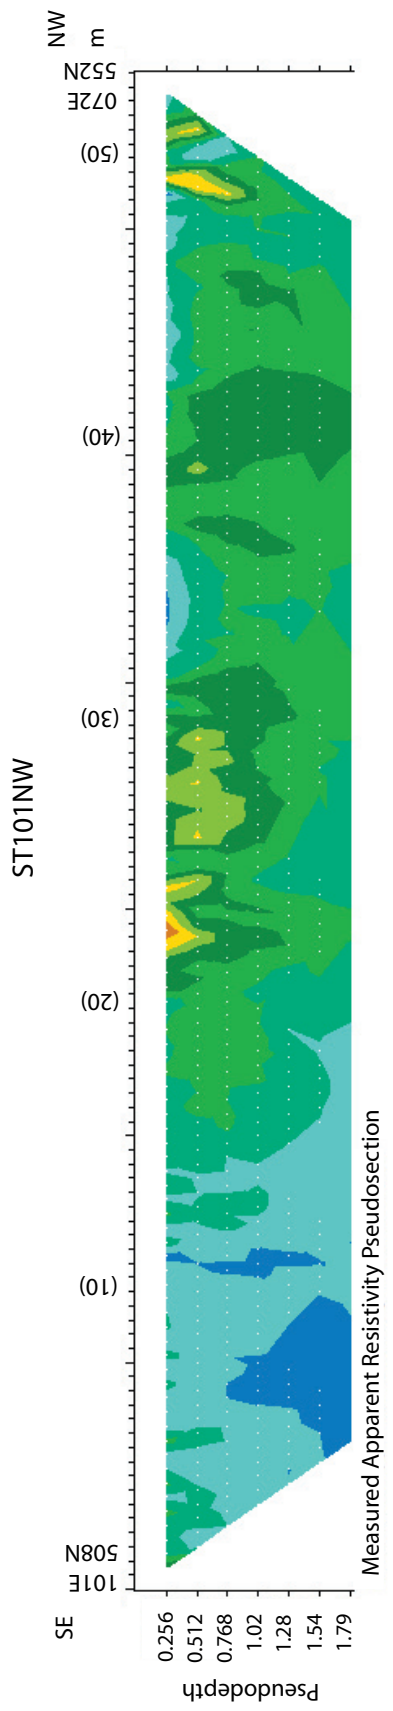 ST101NW
SE
NW
101E
508N
(10)
(20)
(30)
(40)
(50)
072E
552N
m
Pseudodepth
0.256
0.512
0.768
1.02
1.28
1.54
1.79
Measured Apparent Resistivity Pseudosection